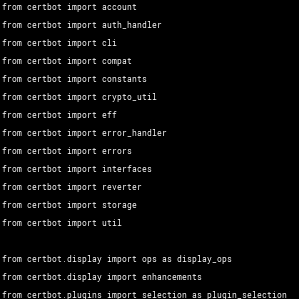 from certbot import account
from certbot import auth_handler
from certbot import cli
from certbot import compat
from certbot import constants
from certbot import crypto_util
from certbot import eff
from certbot import error_handler
from certbot import errors
from certbot import interfaces
from certbot import reverter
from certbot import storage
from certbot import util
from certbot.display import ops as display_ops
from certbot.display import enhancements
from certbot.plugins import selection as plugin_selection